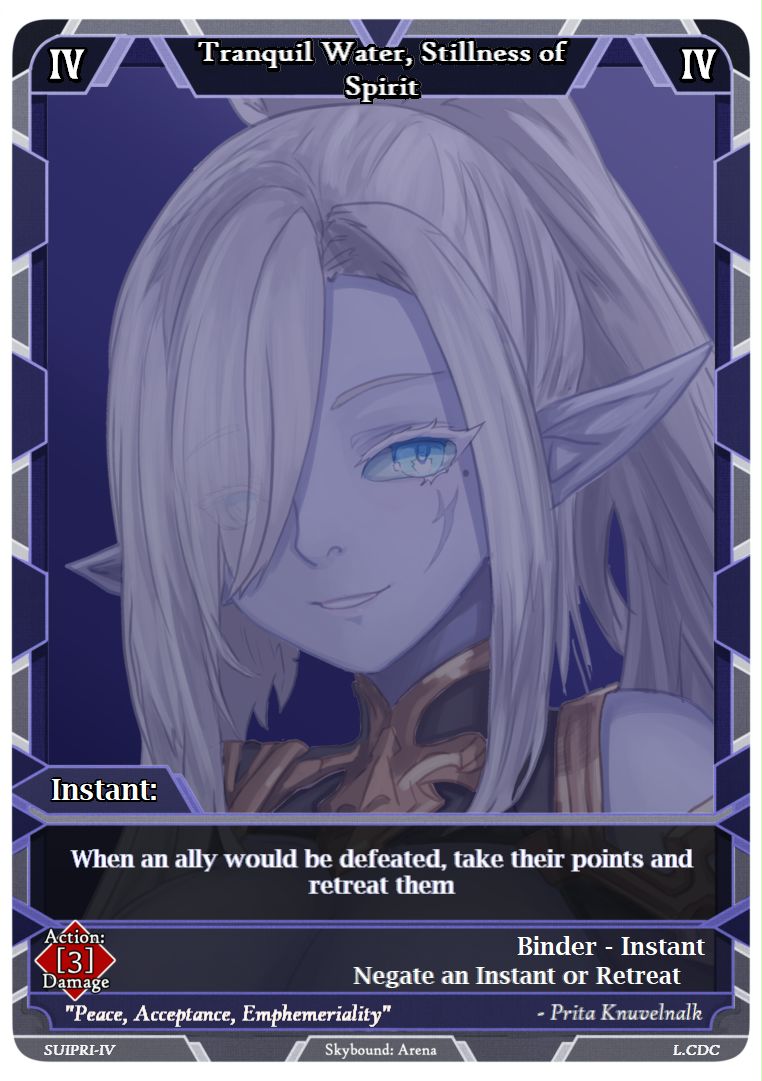 IV
Tranquil Water, Stillness of
Spirit
IV
Instant:
When an ally would be defeated, take their points and
retreat them
Action:
[3]
Damage
Binder - Instant
Negate an Instant or Retreat
"Peace, Acceptance, Emphemeriality"
- Prita Knuvelnalk
SUIPRI-IV
Skybound: Arena
L.CDC